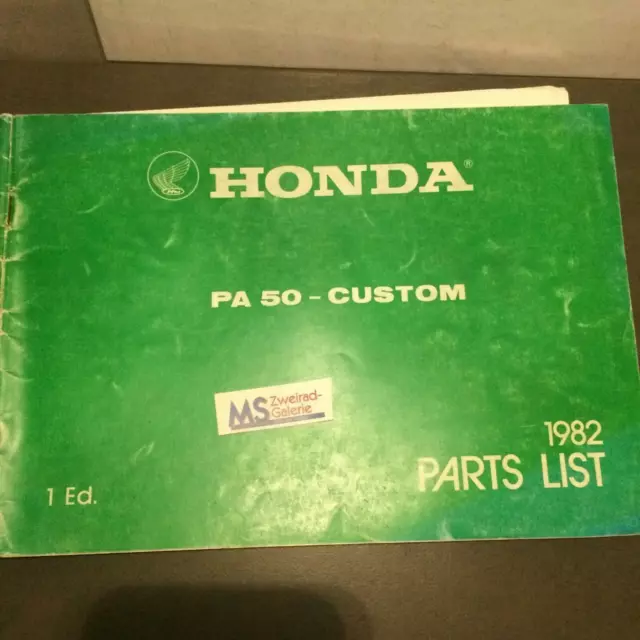 HONDA®
PA 50 – CUSTOM
MS Zweirad-
Galerie
1982
PARTS LIST
1 Ed.